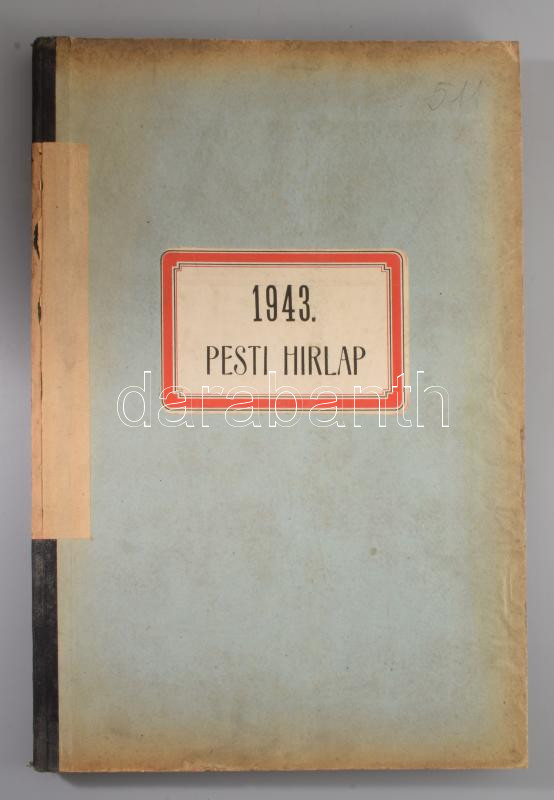 511
1943.
PESTI HIRLAP
darabanth